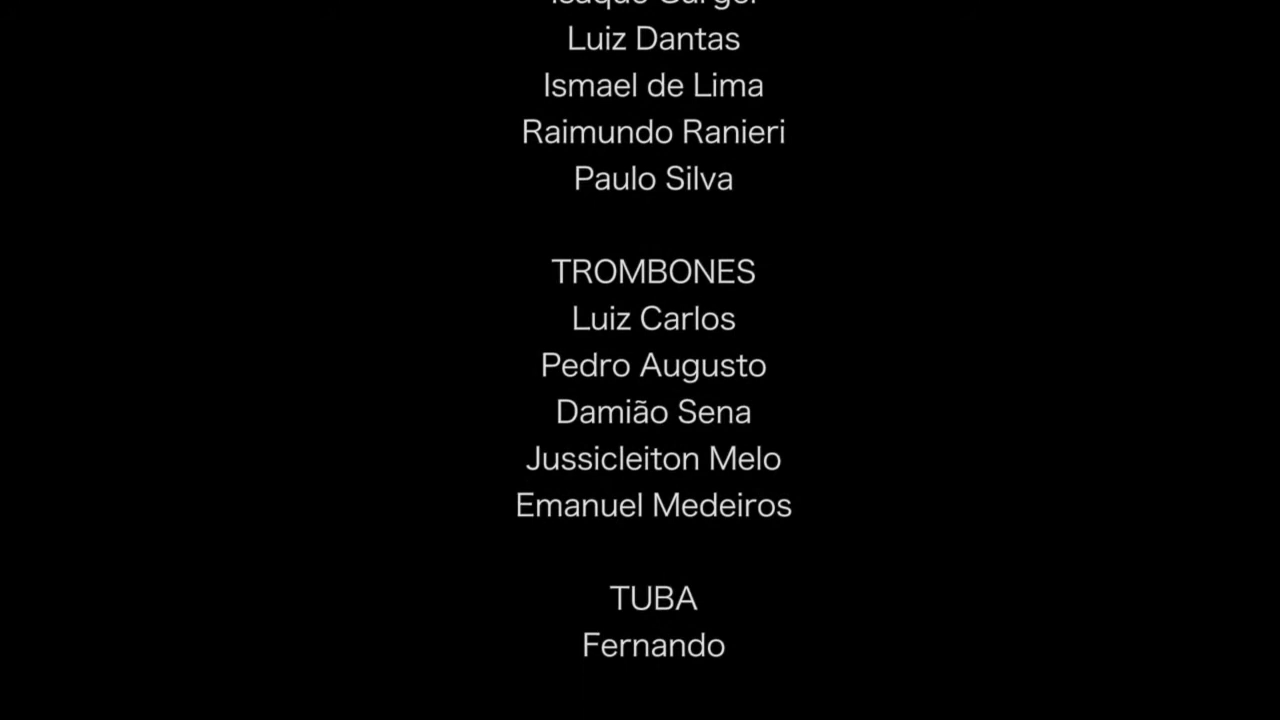 Luiz Dantas
Ismael de Lima
Raimundo Ranieri
Paulo Silva
TROMBONES
Luiz Carlos
Pedro Augusto
Damião Sena
Jussicleiton Melo
Emanuel Medeiros
TUBA
Fernando